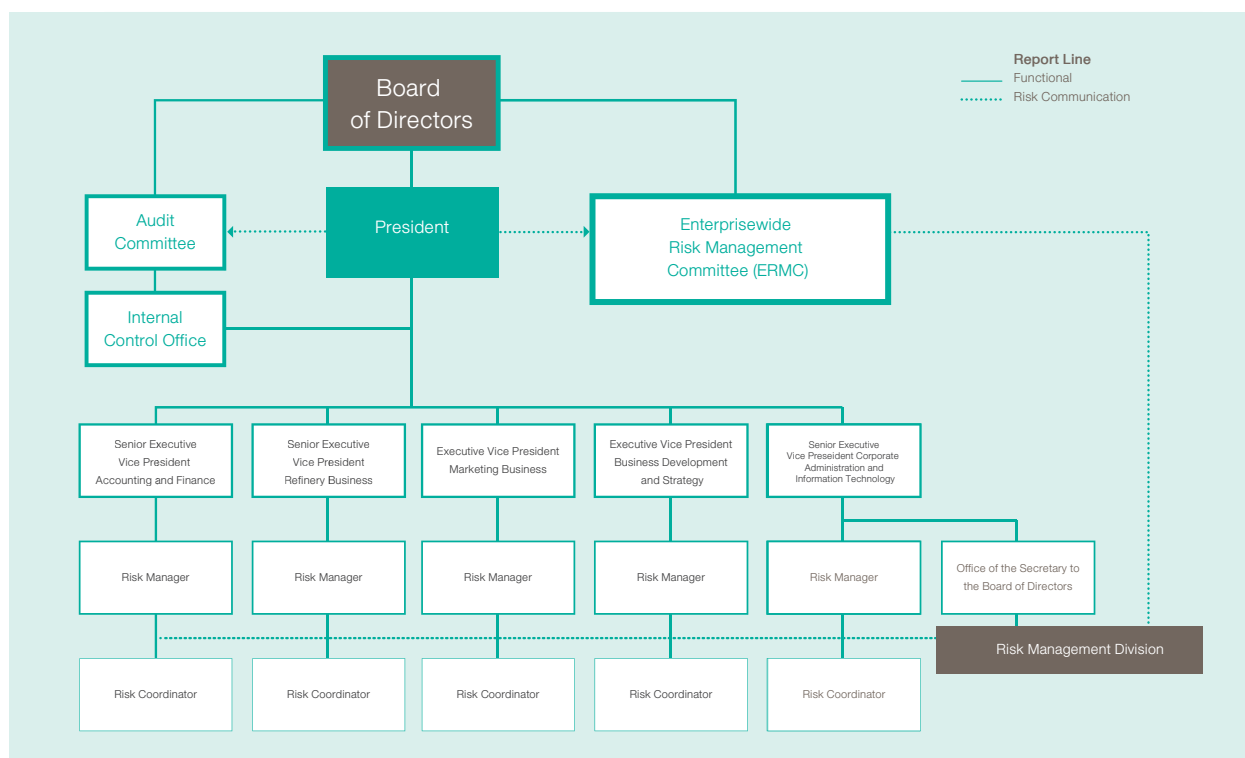 Board
of Directors
Report Line
Functional
Risk Communication
Audit
Committee
President
Enterprisewide
Risk Management
Committee (ERMC)
Internal
Control Office
Senior Executive
Vice President
Accounting and Finance
Senior Executive
Vice President
Refinery Business
Executive Vice President
Marketing Business
Executive Vice President
Business Development
and Strategy
Senior Executive
Vice Preseident Corporate
Administration and
Information Technology
Risk Manager
Risk Manager
Risk Manager
Risk Manager
Risk Manager
Office of the Secretary to
the Board of Directors
Risk Management Division
Risk Coordinator
Risk Coordinator
Risk Coordinator
Risk Coordinator
Risk Coordinator